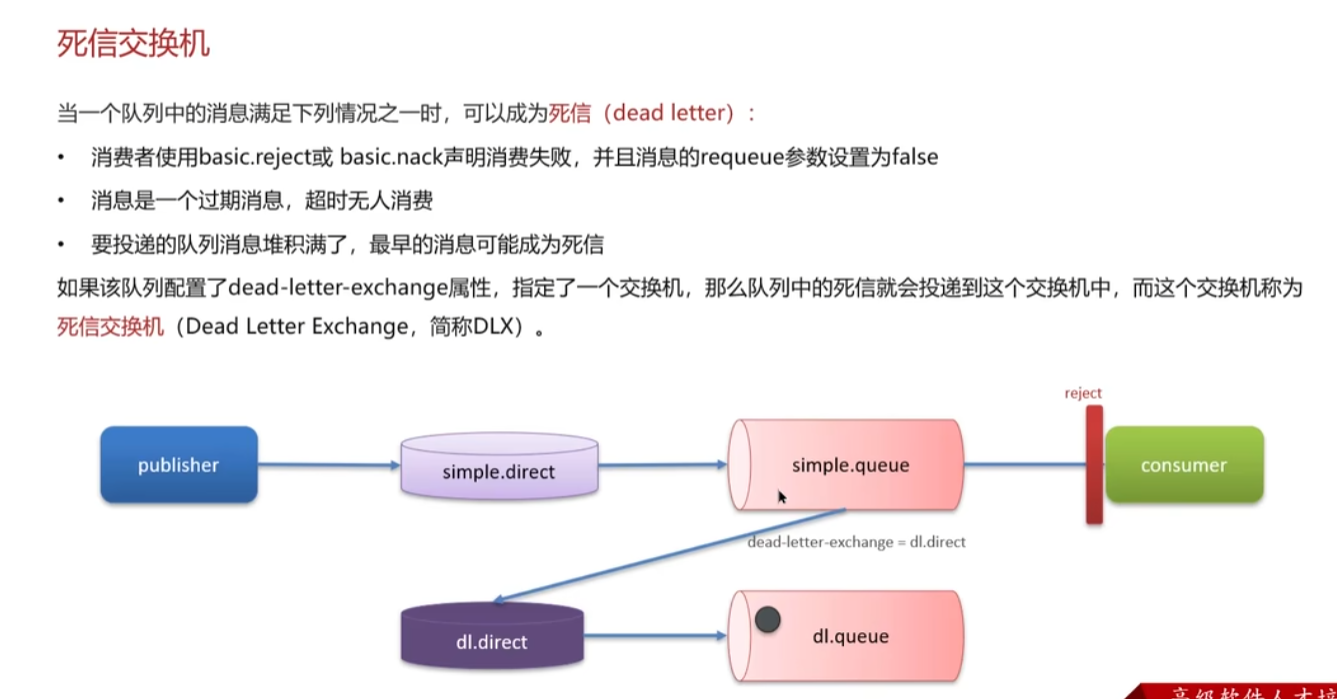 死信交换机
当一个队列中的消息满足下列情况之一时，可以成为死信（dead letter）：
• 消费者使用basic.reject或 basic.nack声明消费失败，并且消息的requeue参数设置为false
• 消息是一个过期消息，超时无人消费
• 要投递的队列消息堆积满了，最早的消息可能成为死信
如果该队列配置了dead-letter-exchange属性，指定了一个交换机，那么队列中的死信就会投递到这个交换机中，而这个交换机称为
死信交换机（Dead Letter Exchange，简称DLX）。
reject
publisher
simple.direct
simple.queue
consumer
dead-letter-exchange = dl.direct
dl.direct
dl.queue
高级软件人才培